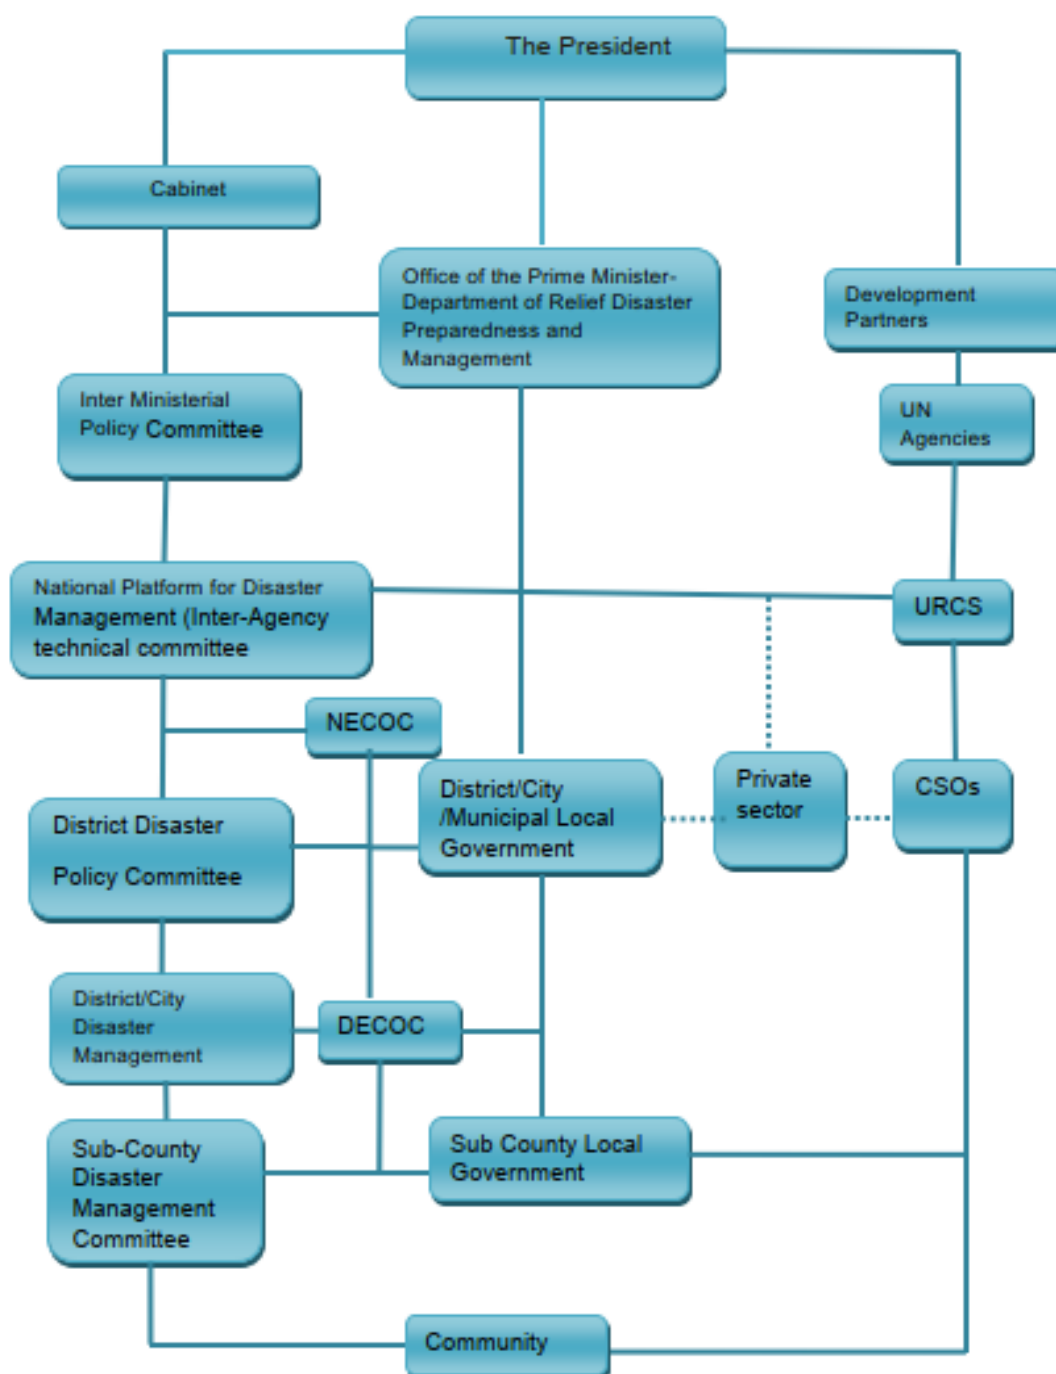 The President
Cabinet
Office of the Prime Minister-
Department of Relief Disaster
Preparedness and
Management
Development
Partners
Inter Ministerial
Policy Committee
UN
Agencies
National Platform for Disaster
Management (Inter-Agency
technical committee
URCS
NECOC
District/City
/Municipal Local
Government
Private
sector
CSOs
District Disaster
Policy Committee
District/City
Disaster
Management
DECOC
Sub-County
Disaster
Management
Committee
Sub County Local
Government
Community